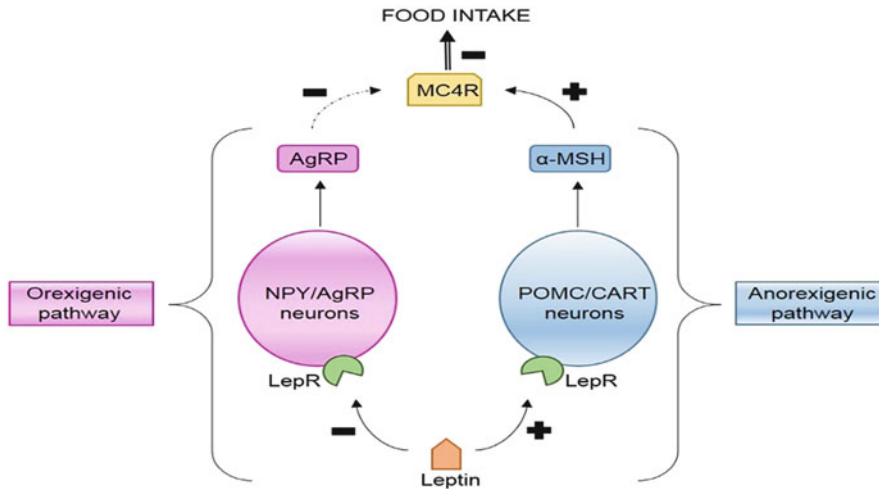 FOOD INTAKE
−
MC4R
−
+
AgRP
α-MSH
Orexigenic
pathway
NPY/AgRP
neurons
POMC/CART
neurons
Anorexigenic
pathway
LepR
LepR
−
+
Leptin